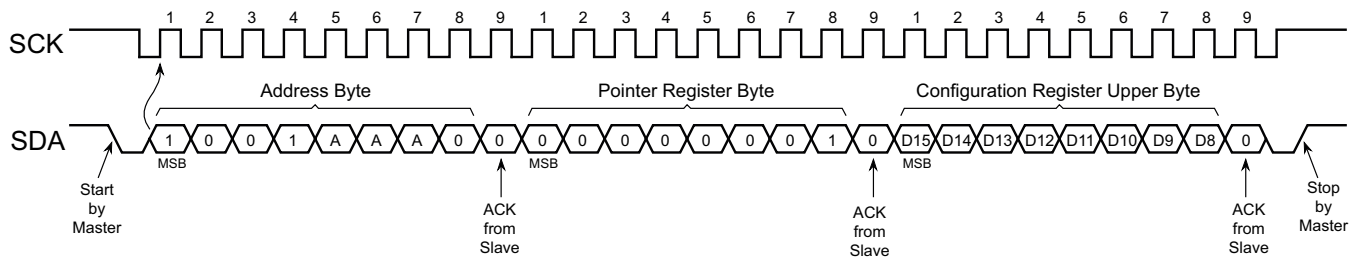 1 2 3 4 5 6 7 8 9 1 2 3 4 5 6 7 8 9 1 2 3 4 5 6 7 8 9
SCK
Address Byte Pointer Register Byte Configuration Register Upper Byte
SDA 1 0 0 1 A A A 0 0 0 0 0 0 0 0 0 1 0 D15 D14 D13 D12 D11 D10 D9 D8 0
MSB MSB MSB
Start
by
Master
ACK
from
Slave
ACK
from
Slave
ACK
from
Slave
Stop
by
Master